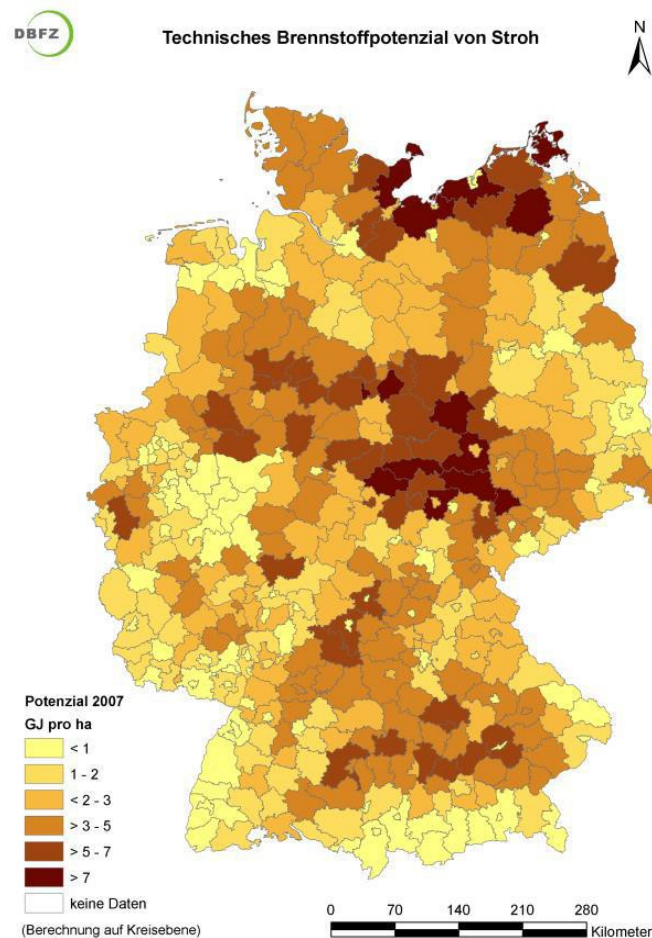 DBFZ
Technisches Brennstoffpotenzial von Stroh
N
Potenzial 2007
GJ pro ha
< 1
1 - 2
< 2 - 3
> 3 - 5
> 5 - 7
> 7
keine Daten
(Berechnung auf Kreisebene)
0 70 140 210 280
Kilometer